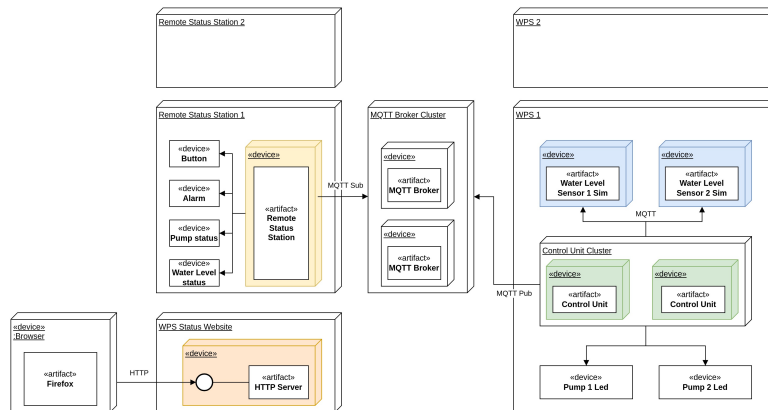 Remote Status Station 2
WPS 2
Remote Status Station 1
MQTT Broker Cluster
WPS 1
«device»
Button
«device»
Alarm
«device»
Pump status
«device»
Water Level
status
«device»
«artifact»
Remote
Status
Station
MQTT Sub
«device»
«artifact»
MQTT Broker
«device»
«artifact»
MQTT Broker
MQTT Pub
«device»
«artifact»
Water Level
Sensor 1 Sim
«device»
«artifact»
Water Level
Sensor 2 Sim
MQTT
Control Unit Cluster
«device»
«artifact»
Control Unit
«device»
«artifact»
Control Unit
«device»
Pump 1 Led
«device»
Pump 2 Led
«device»
:Browser
«artifact»
Firefox
HTTP
WPS Status Website
«device»
«artifact»
HTTP Server